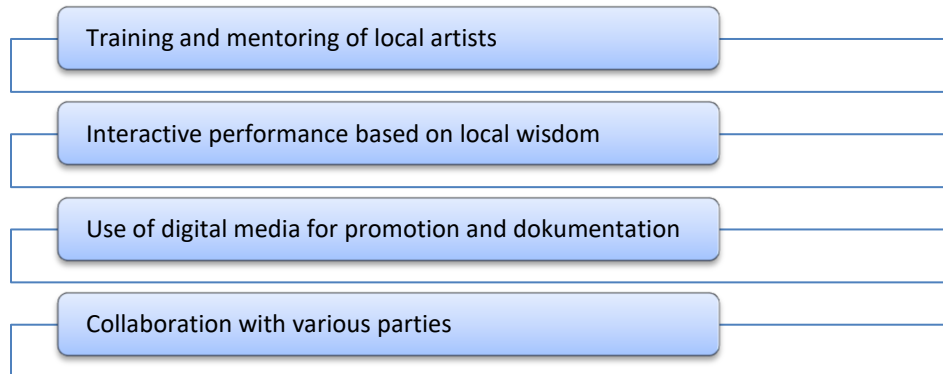 Training and mentoring of local artists
Interactive performance based on local wisdom
Use of digital media for promotion and dokumentation
Collaboration with various parties